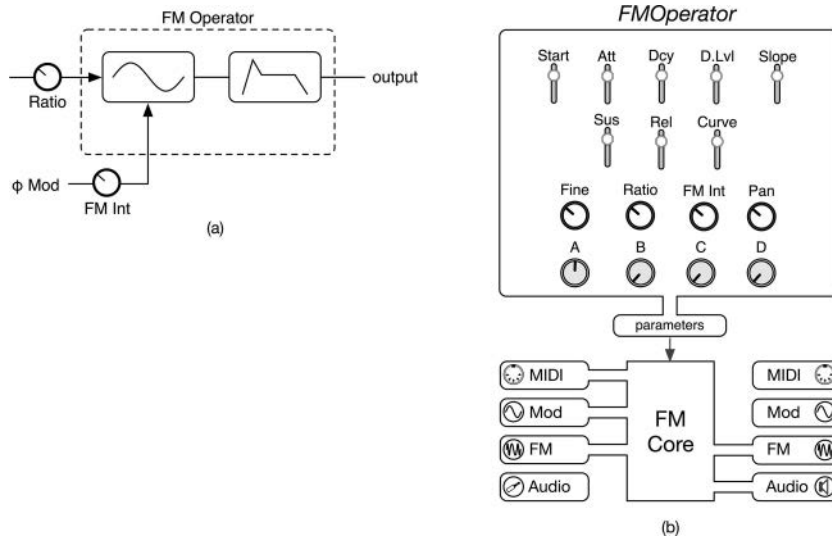 FM Operator
output
Ratio
ϕ Mod
FM Int
(a)
FMOperator
Start Att Dcy D.Lvl Slope
Sus Rel Curve
Fine Ratio FM Int Pan
A B C D
parameters
MIDI MIDI
Mod Mod
FM Core
FM FM
Audio Audio
(b)